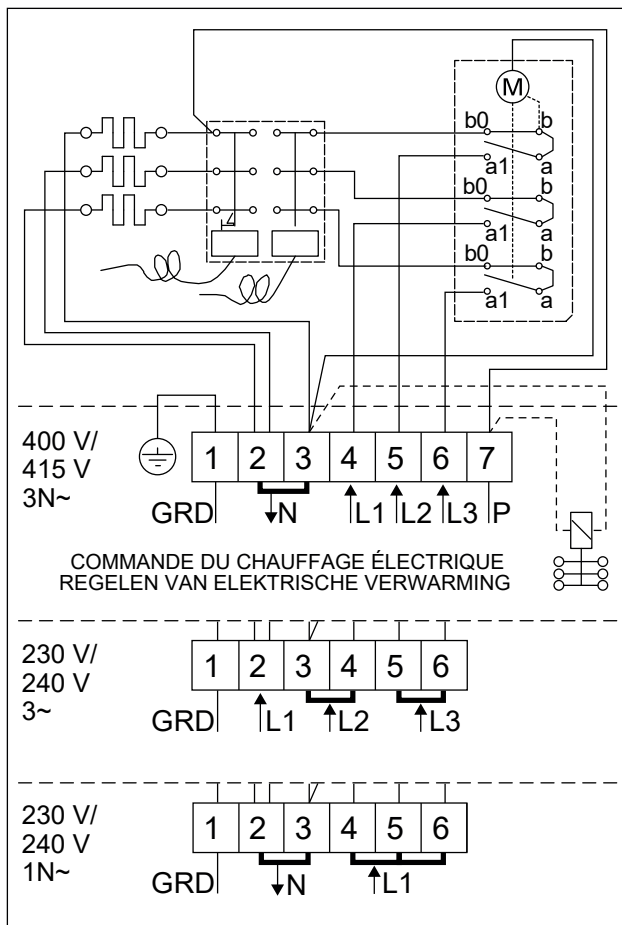 M
b0 b
a1 a
b0 b
a1 a
b0 b
a1 a
400 V/
415 V
3N~
1 2 3 4 5 6 7
GRD N L1 L2 L3 P
COMMANDE DU CHAUFFAGE ÉLECTRIQUE
REGELEN VAN ELEKTRISCHE VERWARMING
230 V/
240 V
3~
1 2 3 4 5 6
GRD L1 L2 L3
230 V/
240 V
1N~
1 2 3 4 5 6
GRD N L1